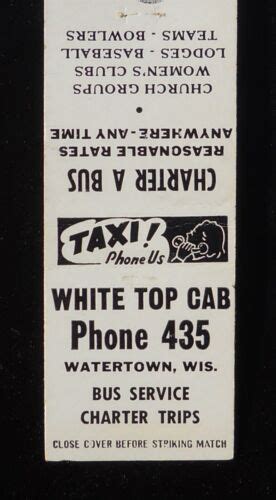 CHARTER A BUS
REASONABLE RATES
ANYWHERE - ANY TIME
•
CHURCH GROUPS
WOMEN'S CLUBS
LODGES - BASEBALL
TEAMS - BOWLERS
TAXI!
Phone Us
WHITE TOP CAB
Phone 435
WATERTOWN, WIS.
BUS SERVICE
CHARTER TRIPS
CLOSE COVER BEFORE STRIKING MATCH